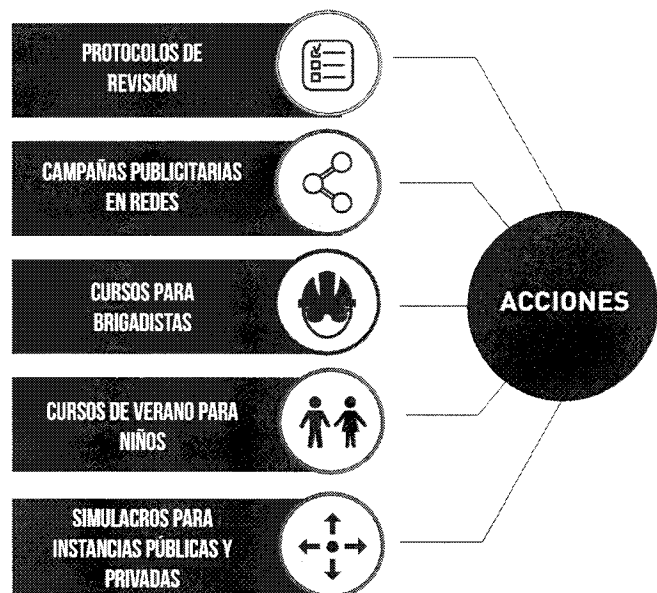 PROTOCOLOS DE
REVISIÓN
CAMPAÑAS PUBLICITARIAS
EN REDES
CURSOS PARA
BRIGADISTAS
CURSOS DE VERANO PARA
NIÑOS
SIMULACROS PARA
INSTANCIAS PÚBLICAS Y
PRIVADAS
ACCIONES